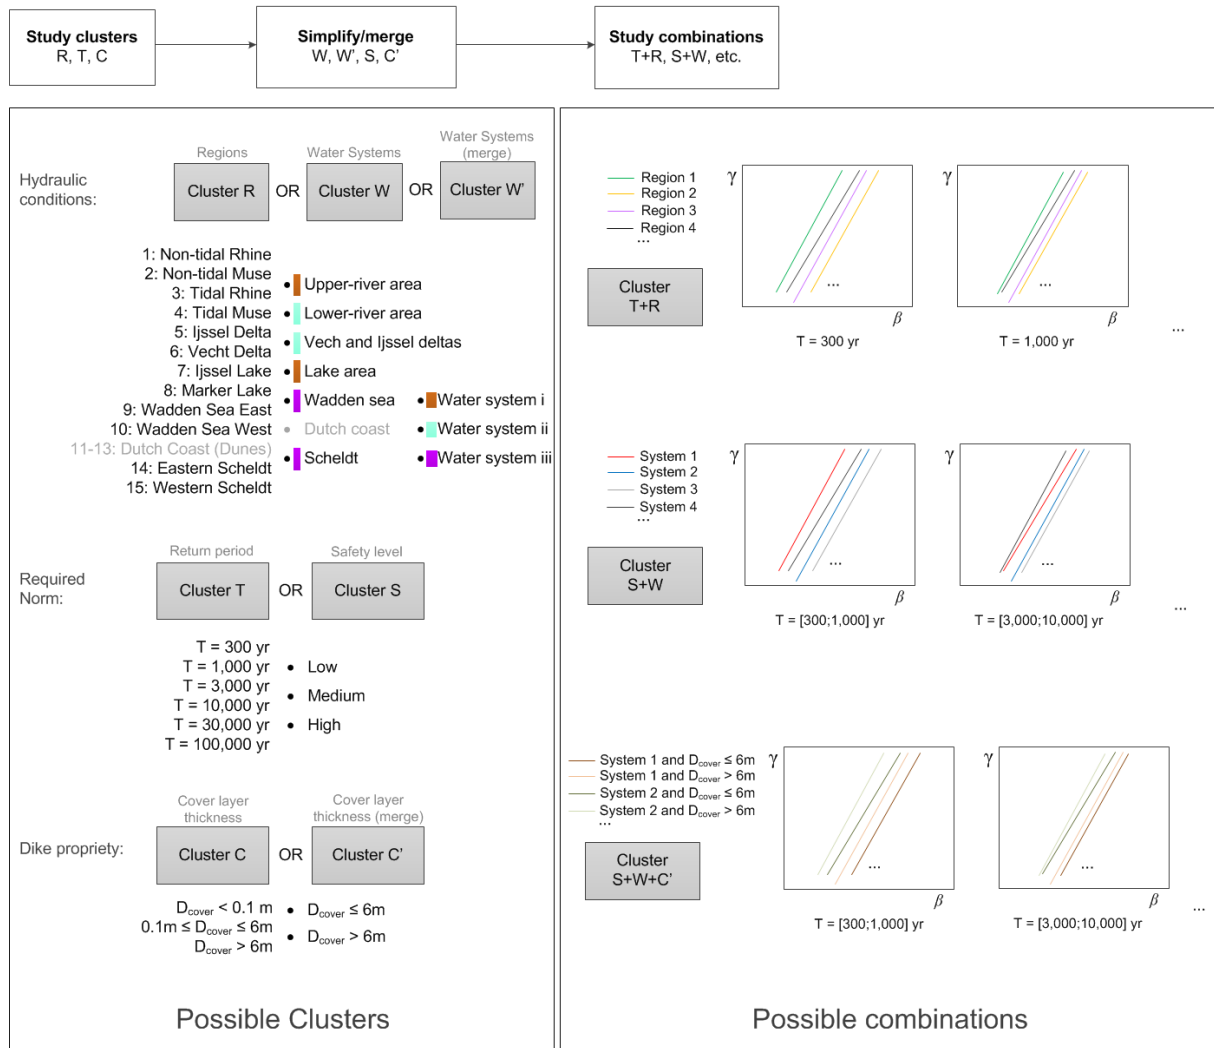 Study clusters
R, T, C
Simplify/merge
W, W’, S, C’
Study combinations
T+R, S+W, etc.
Hydraulic
conditions:
Regions
Cluster R
OR
Water Systems
Cluster W
OR
Water Systems
(merge)
Cluster W’
1: Non-tidal Rhine
2: Non-tidal Muse
3: Tidal Rhine
4: Tidal Muse
5: Ijssel Delta
6: Vecht Delta
7: Ijssel Lake
8: Marker Lake
9: Wadden Sea East
10: Wadden Sea West
11-13: Dutch Coast (Dunes)
14: Eastern Scheldt
15: Western Scheldt
• Upper-river area
• Lower-river area
• Vech and Ijssel deltas
• Lake area
• Wadden sea
• Dutch coast
• Scheldt
• Water system i
• Water system ii
• Water system iii
Required
Norm:
Return period
Cluster T
OR
Safety level
Cluster S
T = 300 yr
T = 1,000 yr
T = 3,000 yr
T = 10,000 yr
T = 30,000 yr
T = 100,000 yr
• Low
• Medium
• High
Dike propriety:
Cover layer
thickness
Cluster C
OR
Cover layer
thickness (merge)
Cluster C’
D_cover < 0.1 m
0.1m ≤ D_cover ≤ 6m
D_cover > 6m
• D_cover ≤ 6m
• D_cover > 6m
Possible Clusters
Region 1
Region 2
Region 3
Region 4
...
Cluster
T+R
γ
...
β
T = 300 yr
γ
...
β
T = 1,000 yr
...
System 1
System 2
System 3
System 4
...
Cluster
S+W
γ
...
β
T = [300;1,000] yr
γ
...
β
T = [3,000;10,000] yr
...
System 1 and D_cover ≤ 6m
System 1 and D_cover > 6m
System 2 and D_cover ≤ 6m
System 2 and D_cover > 6m
...
Cluster
S+W+C’
γ
...
β
T = [300;1,000] yr
γ
...
β
T = [3,000;10,000] yr
...
Possible combinations